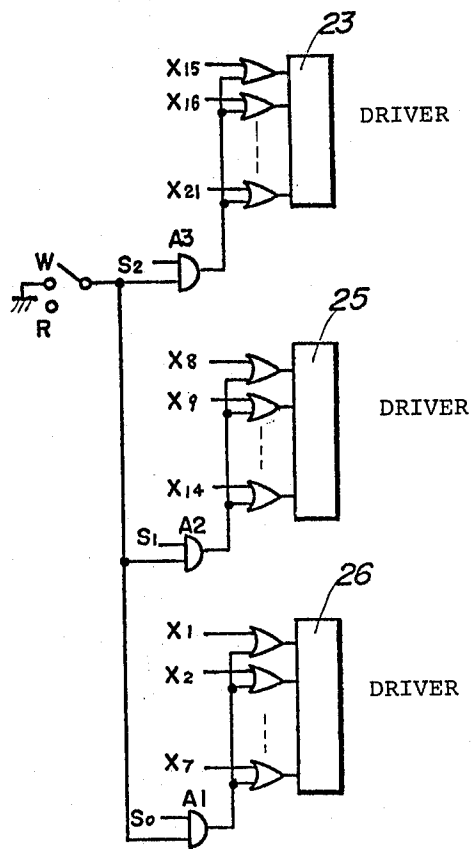 23
X15
X16
DRIVER
X21
A3
W
S2
R
25
X8
X9
DRIVER
X14
A2
S1
26
X1
X2
DRIVER
X7
A1
S0